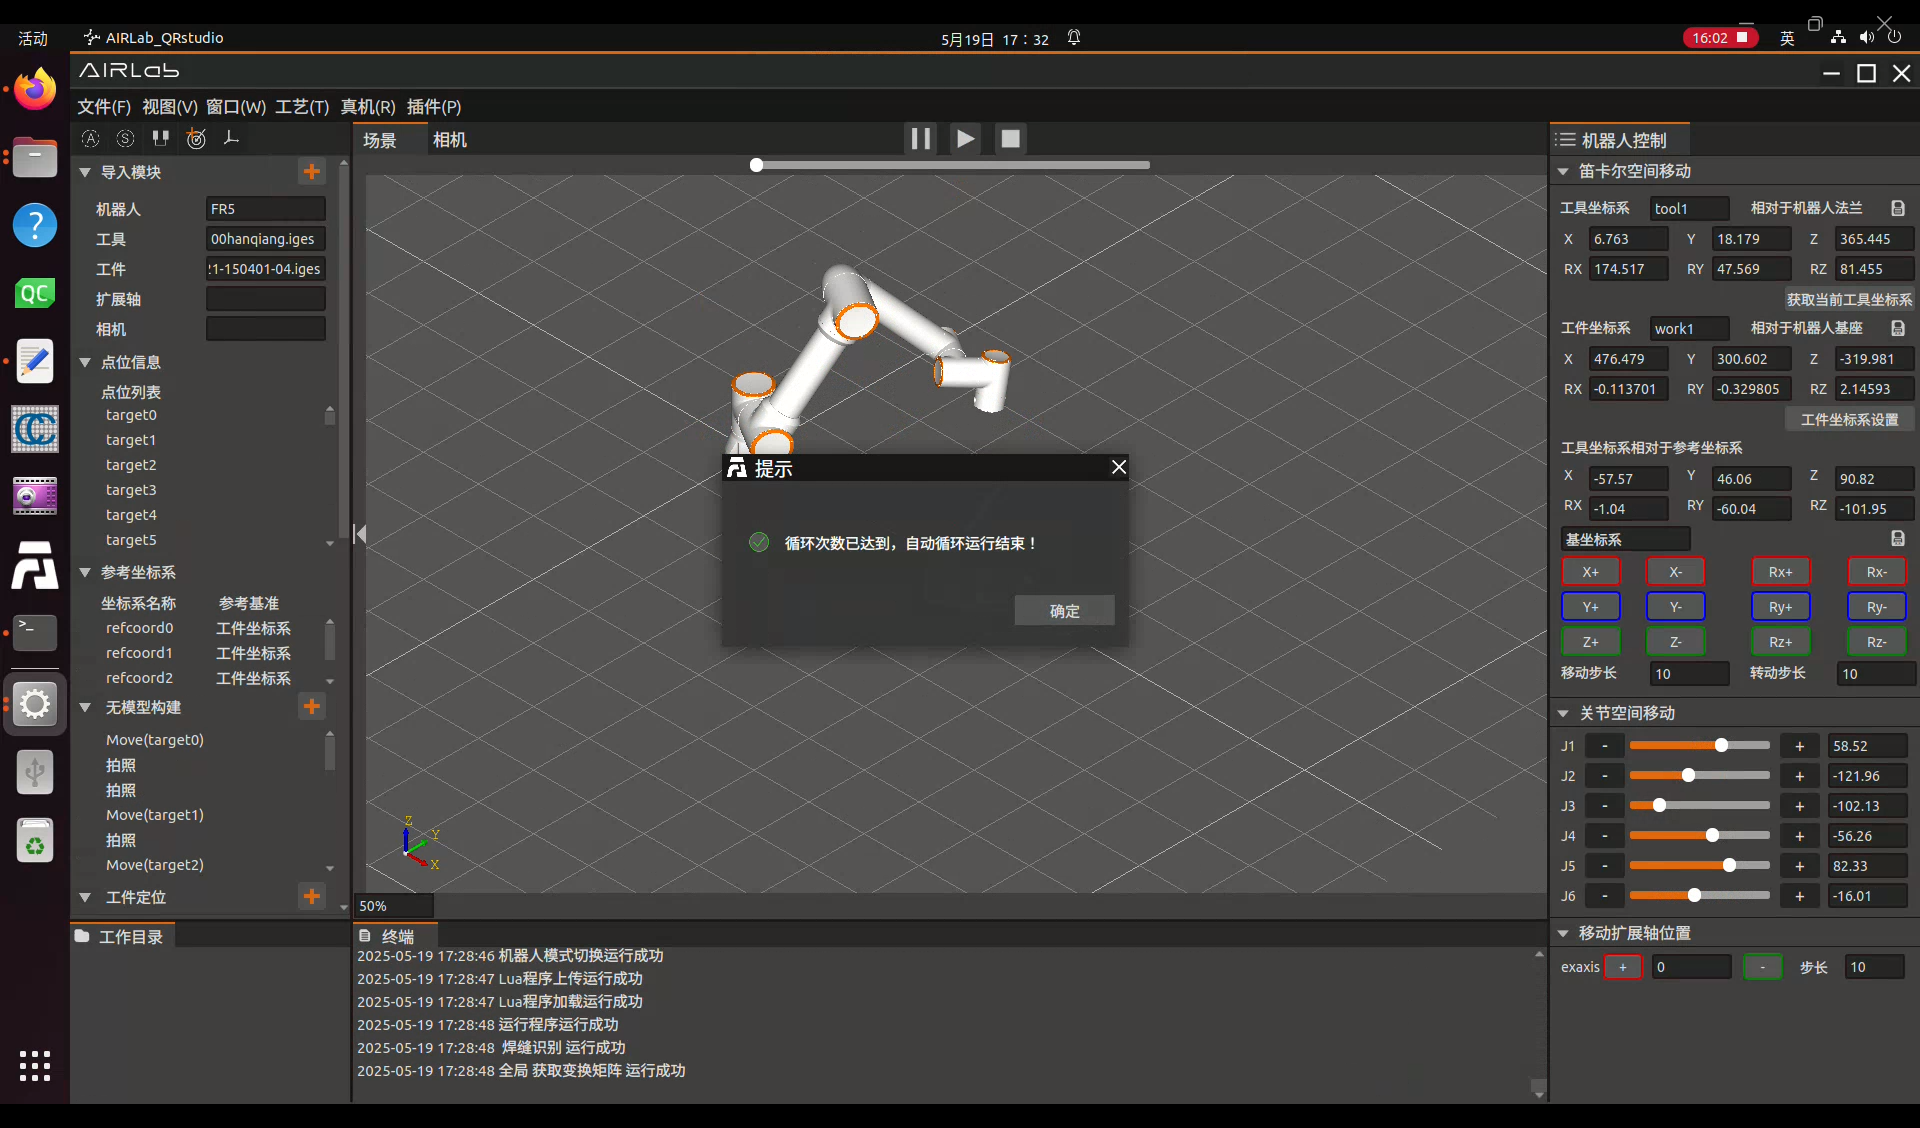 活动
AIRLab_QRstudio
5月19日 17：32
16:02
英
AIRLab
文件(F) 视图(V) 窗口(W) 工艺(T) 真机(R) 插件(P)
场景
相机
导入模块
机器人 FR5
工具 00hanqiang.iges
工件 21-150401-04.iges
扩展轴
相机
点位信息
点位列表
target0
target1
target2
target3
target4
target5
参考坐标系
坐标系名称 参考基准
refcoord0 工件坐标系
refcoord1 工件坐标系
refcoord2 工件坐标系
无模型构建
Move(target0)
拍照
拍照
Move(target1)
拍照
Move(target2)
工件定位
工作目录
提示
循环次数已达到，自动循环运行结束！
确定
Z
Y
X
50%
终端
2025-05-19 17:28:46 机器人模式切换运行成功
2025-05-19 17:28:47 Lua程序上传运行成功
2025-05-19 17:28:47 Lua程序加载运行成功
2025-05-19 17:28:48 运行程序运行成功
2025-05-19 17:28:48 焊缝识别 运行成功
2025-05-19 17:28:48 全局 获取变换矩阵 运行成功
机器人控制
笛卡尔空间移动
工具坐标系 tool1 相对于机器人法兰
X 6.763 Y 18.179 Z 365.445
RX 174.517 RY 47.569 RZ 81.455
获取当前工具坐标系
工件坐标系 work1 相对于机器人基座
X 476.479 Y 300.602 Z -319.981
RX -0.113701 RY -0.329805 RZ 2.14593
工件坐标系设置
工具坐标系相对于参考坐标系
X -57.57 Y 46.06 Z 90.82
RX -1.04 RY -60.04 RZ -101.95
基坐标系
X+ X- Rx+ Rx-
Y+ Y- Ry+ Ry-
Z+ Z- Rz+ Rz-
移动步长 10 转动步长 10
关节空间移动
J1 - + 58.52
J2 - + -121.96
J3 - + -102.13
J4 - + -56.26
J5 - + 82.33
J6 - + -16.01
移动扩展轴位置
exaxis + 0 - 步长 10
QC